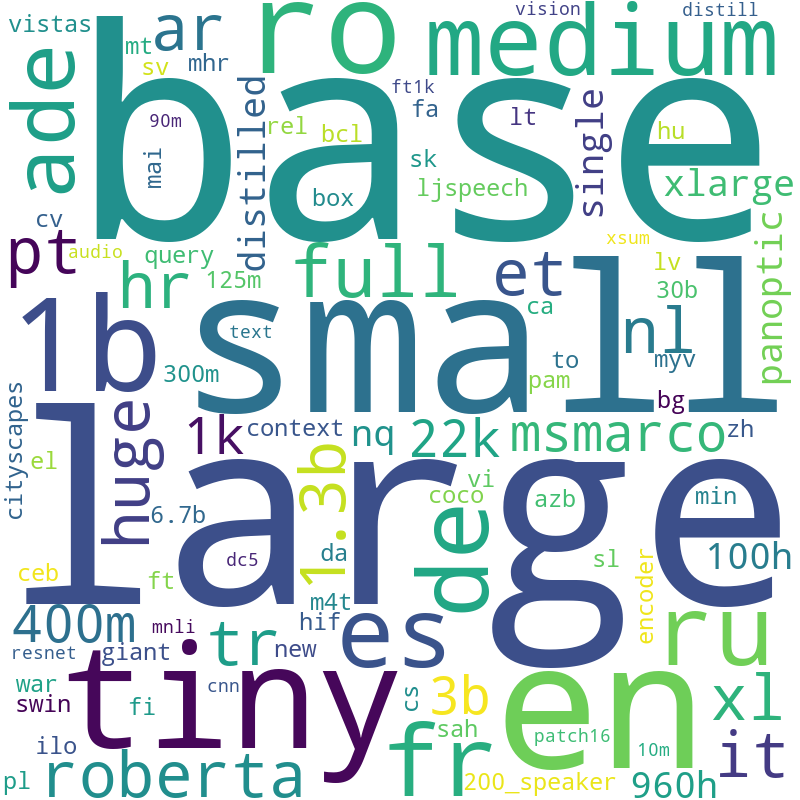 vistas
ar
ro
medium
vision
distill
mt
sv
mhr
ade
base
90m
mai
distilled
rel
bcl
box
ft1k
fa
sk
ljspeech
lt
single
hu
xlarge
cv
pt
audio
query
hr
125m
full
et
xsum
lv
30b
panoptic
ca
nl
myv
1b
small
text
300m
to
pam
bg
cityscapes
huge
1k
context
nq
22k
msmarco
zh
el
large
1.3b
coco
vi
azb
min
6.7b
de
dc5
da
sl
100h
ceb
ft
m4t
encoder
400m
mnli
tr
hif
es
ru
resnet
giant
new
tiny
en
war
swin
fi
cnn
cs
3b
xl
fr
sah
patch16
10m
it
ilo
pl
roberta
200_speaker
960h